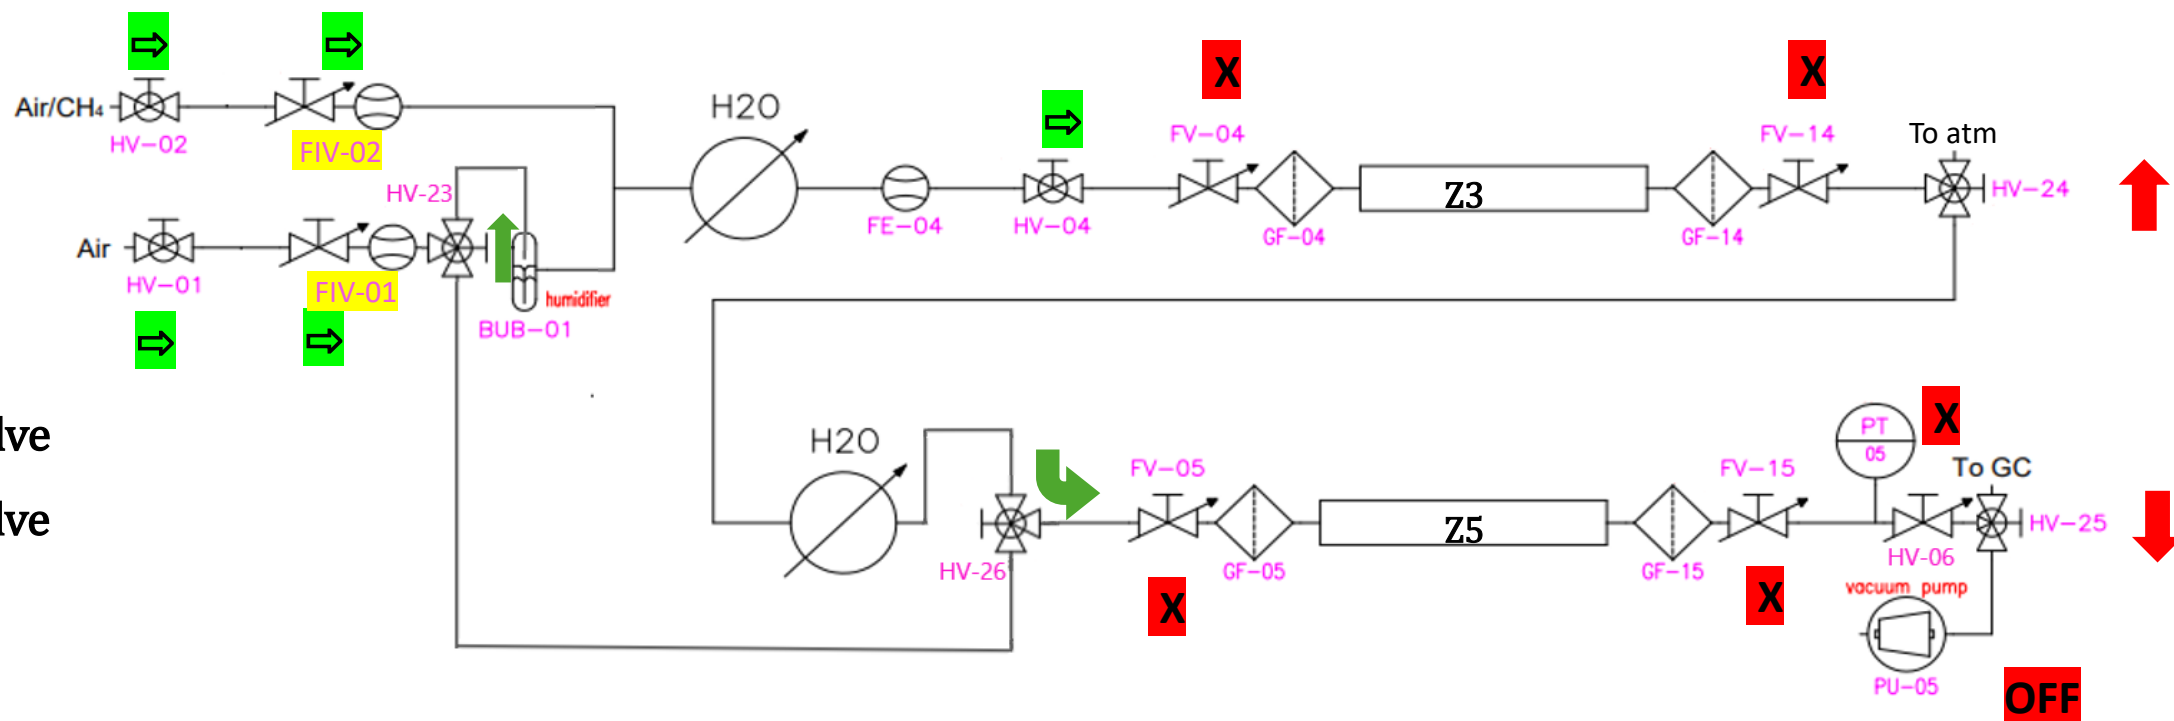 X
X
H2O
To atm
Air/CH₄
HV-02
FIV-02
FV-04
FV-14
HV-23
HV-24
FE-04
HV-04
Z3
GF-04
GF-14
Air
HV-01
FIV-01
humidifier
BUB-01
lve
lve
H2O
X
PT
05
FV-05
FV-15
To GC
Z5
HV-25
HV-26
GF-05
GF-15
HV-06
X
X
vacuum pump
PU-05
OFF